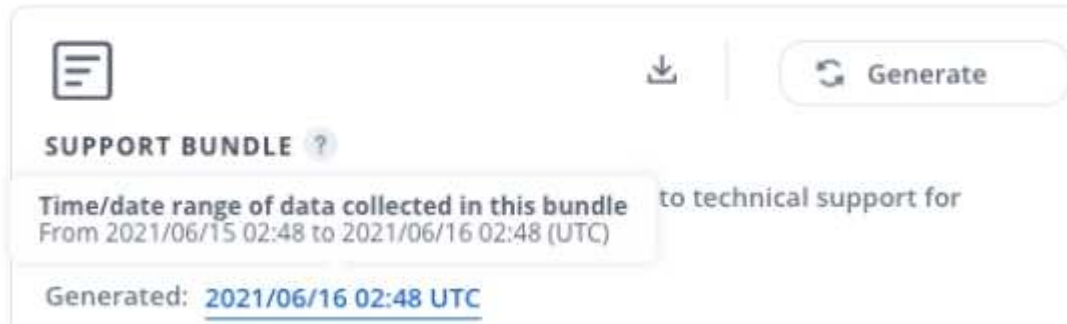 Generate
SUPPORT BUNDLE ?
Time/date range of data collected in this bundle
From 2021/06/15 02:48 to 2021/06/16 02:48 (UTC)
to technical support for
Generated: 2021/06/16 02:48 UTC